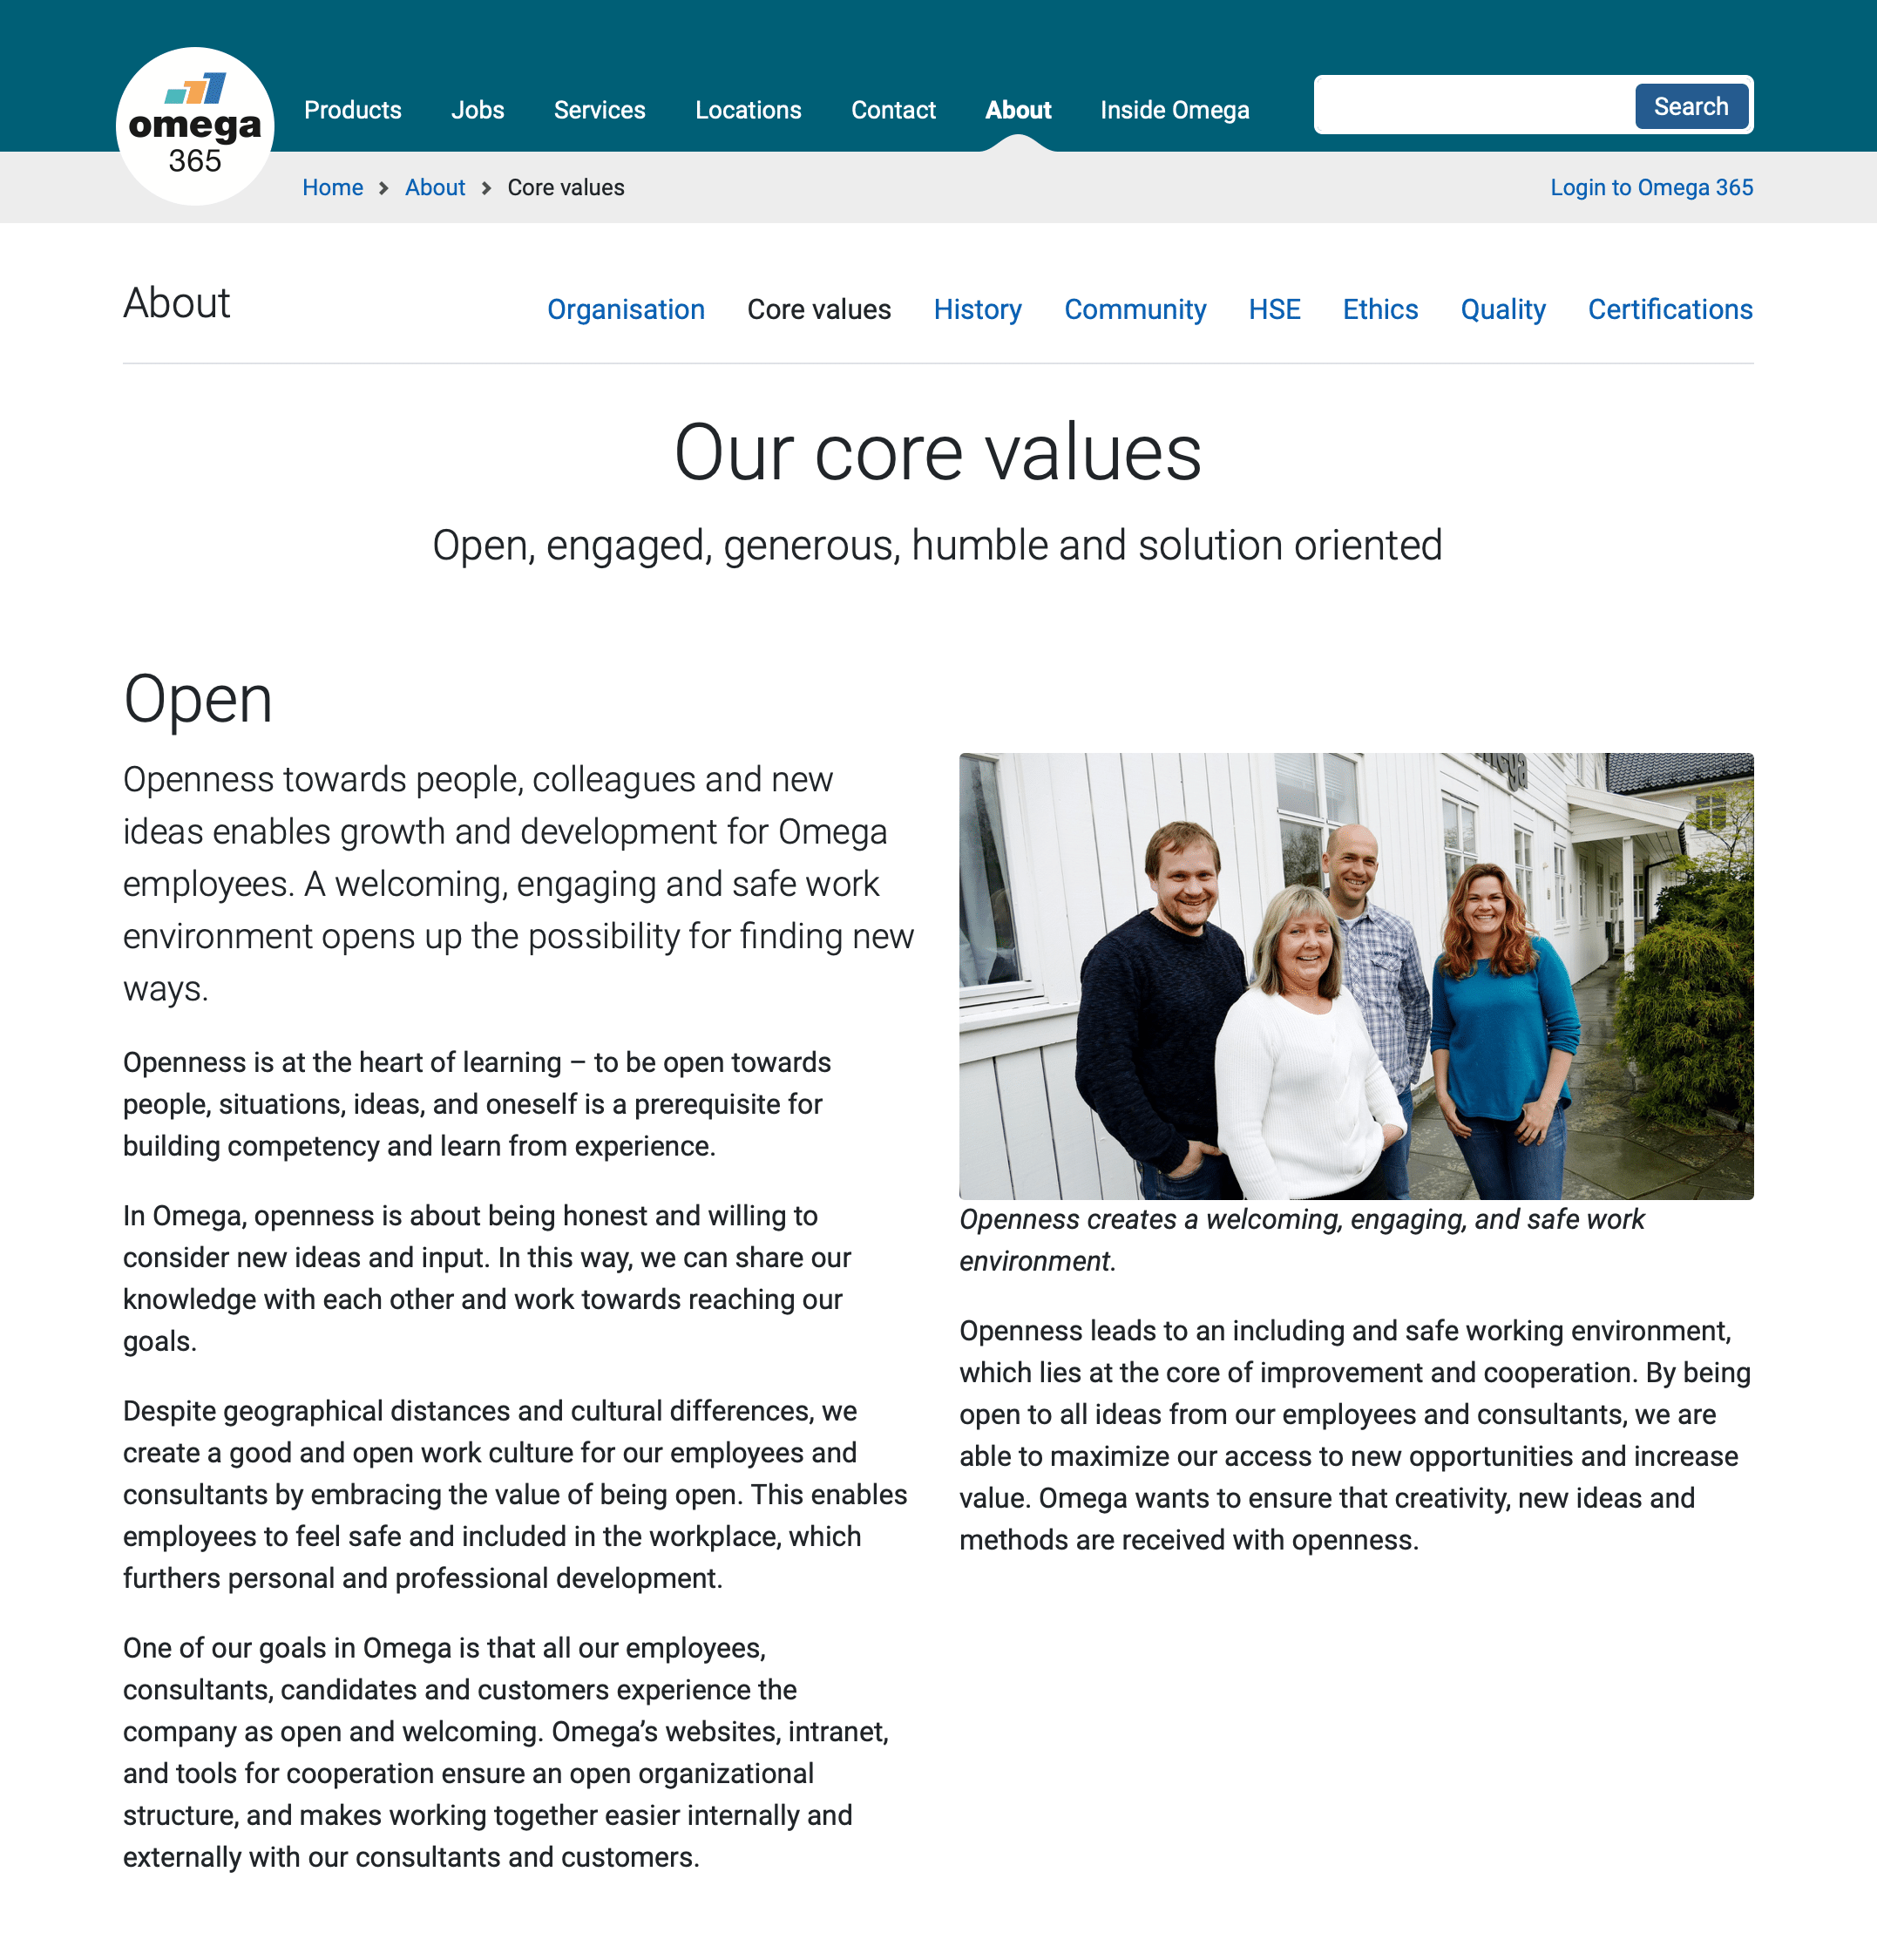 omega
365
Products
Jobs
Services
Locations
Contact
About
Inside Omega
Search
Home
About
Core values
Login to Omega 365
About
Organisation
Core values
History
Community
HSE
Ethics
Quality
Certifications
Our core values
Open, engaged, generous, humble and solution oriented
Open
Openness towards people, colleagues and new
ideas enables growth and development for Omega
employees. A welcoming, engaging and safe work
environment opens up the possibility for finding new
ways.
Openness is at the heart of learning – to be open towards
people, situations, ideas, and oneself is a prerequisite for
building competency and learn from experience.
In Omega, openness is about being honest and willing to
consider new ideas and input. In this way, we can share our
knowledge with each other and work towards reaching our
goals.
Despite geographical distances and cultural differences, we
create a good and open work culture for our employees and
consultants by embracing the value of being open. This enables
employees to feel safe and included in the workplace, which
furthers personal and professional development.
One of our goals in Omega is that all our employees,
consultants, candidates and customers experience the
company as open and welcoming. Omega’s websites, intranet,
and tools for cooperation ensure an open organizational
structure, and makes working together easier internally and
externally with our consultants and customers.
Openness creates a welcoming, engaging, and safe work
environment.
Openness leads to an including and safe working environment,
which lies at the core of improvement and cooperation. By being
open to all ideas from our employees and consultants, we are
able to maximize our access to new opportunities and increase
value. Omega wants to ensure that creativity, new ideas and
methods are received with openness.